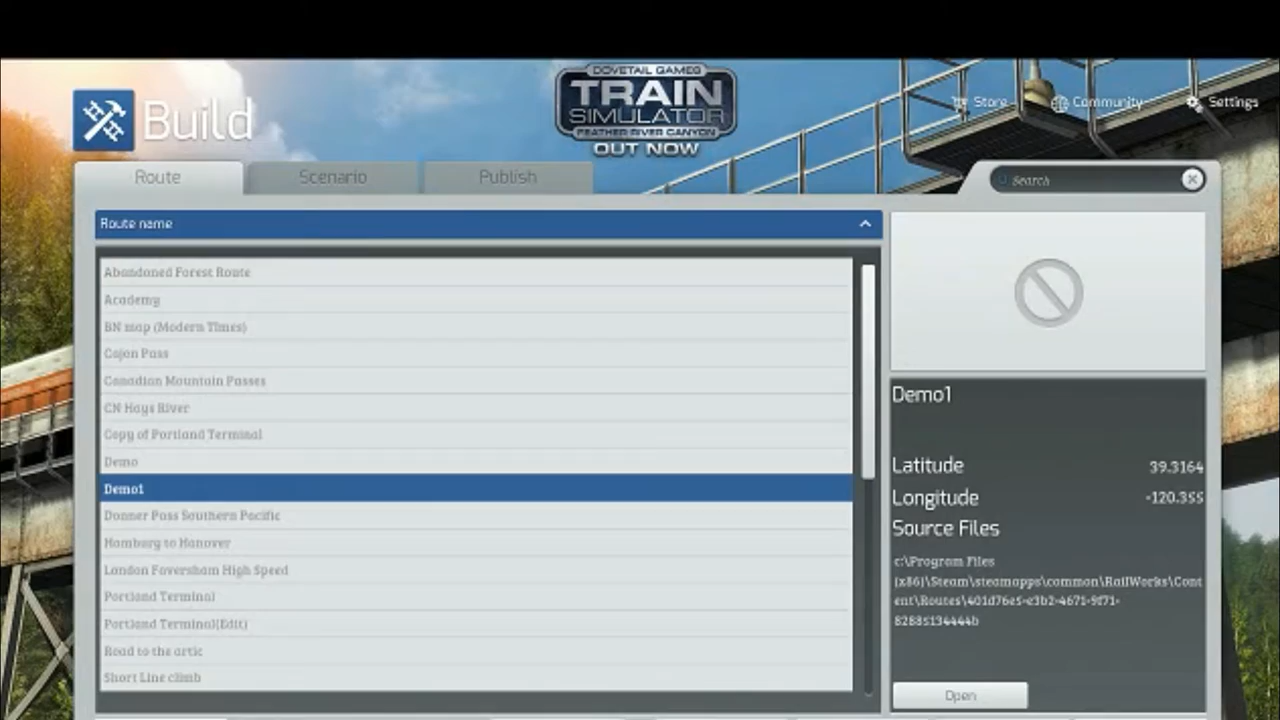 DOVETAIL GAMES
TRAIN
SIMULATOR
FEATHER RIVER CANYON
OUT NOW
Build
Store
Community
Settings
Route
Scenario
Publish
Search
Route name
Abandoned Forest Route
Academy
BN map (Modern Times)
Cajon Pass
Canadian Mountain Passes
CN Hays River
Copy of Portland Terminal
Demo
Demo1
Donner Pass Southern Pacific
Hamburg to Hanover
London Faversham High Speed
Portland Terminal
Portland Terminal(Edit)
Road to the artic
Short Line climb
Demo1
Latitude 39.3164
Longitude -120.355
Source Files
c:\Program Files
(x86)\Steam\steamapps\common\RailWorks\Cont
ent\Routes\401d76e5-e3b2-4671-9f71-
82885134444b
Open